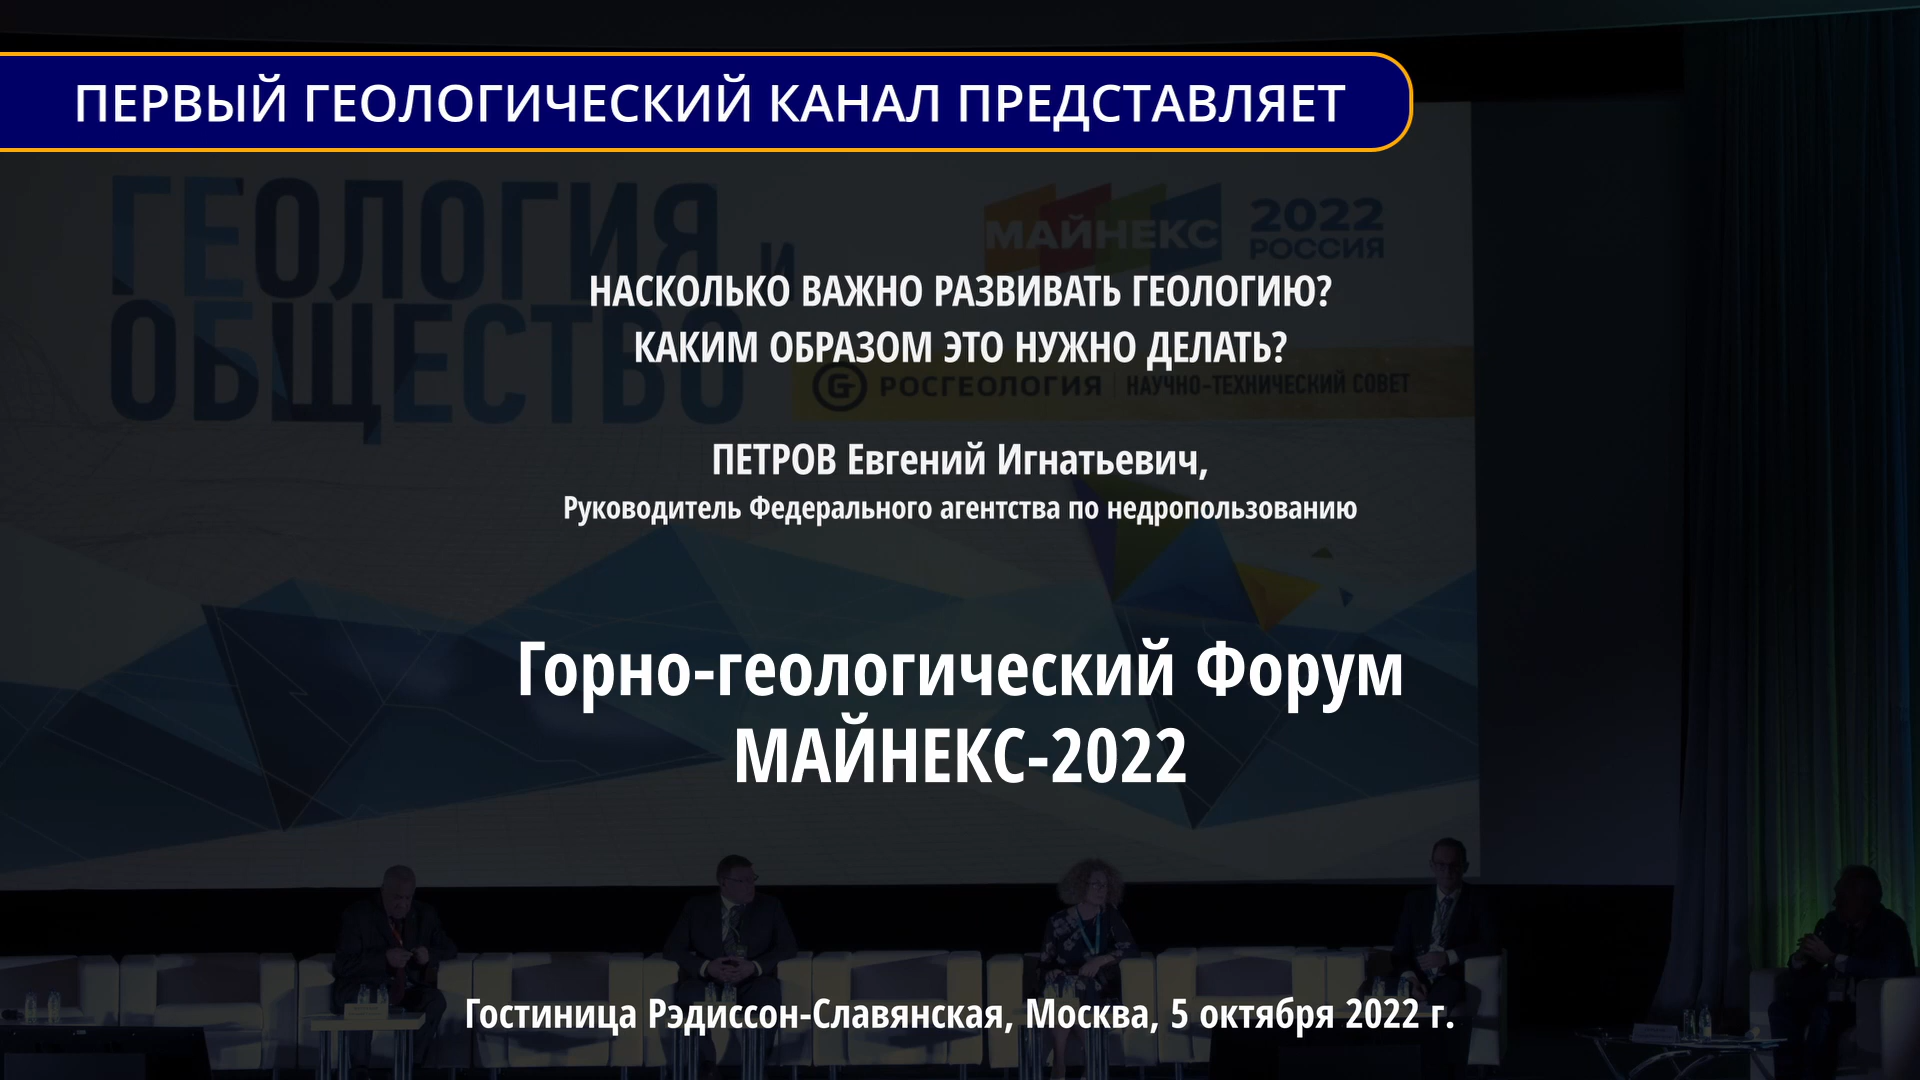 ПЕРВЫЙ ГЕОЛОГИЧЕСКИЙ КАНАЛ ПРЕДСТАВЛЯЕТ
ГЕОЛОГИЯ И
ОБЩЕСТВО
МАЙНЕКС
2022
РОССИЯ
НАСКОЛЬКО ВАЖНО РАЗВИВАТЬ ГЕОЛОГИЮ?
КАКИМ ОБРАЗОМ ЭТО НУЖНО ДЕЛАТЬ?
РОСГЕОЛОГИЯ | НАУЧНО-ТЕХНИЧЕСКИЙ СОВЕТ
ПЕТРОВ Евгений Игнатьевич,
Руководитель Федерального агентства по недропользованию
Горно-геологический Форум
МАЙНЕКС-2022
Гостиница Рэдиссон-Славянская, Москва, 5 октября 2022 г.